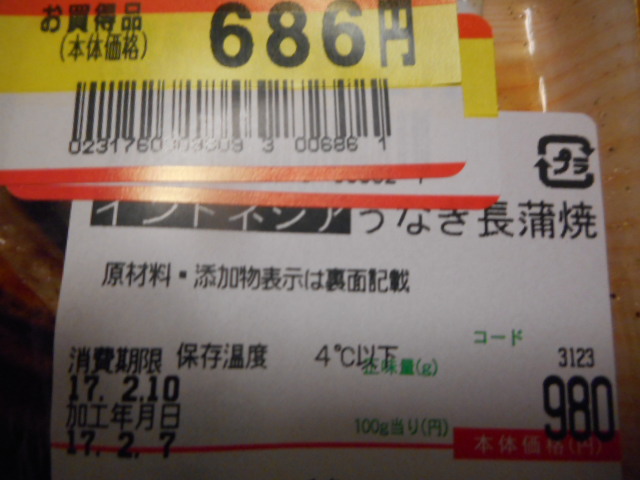 お買得品
(本体価格)
686円
0231760 903309 3 00686 1
プラ
インドネシアうなぎ長蒲焼
原材料・添加物表示は裏面記載
消費期限 保存温度 4℃以下
17. 2.10
正味量(g)
コード
3123
加工年月日
17. 2. 7
100g当り(円)
980
本体価格(円)